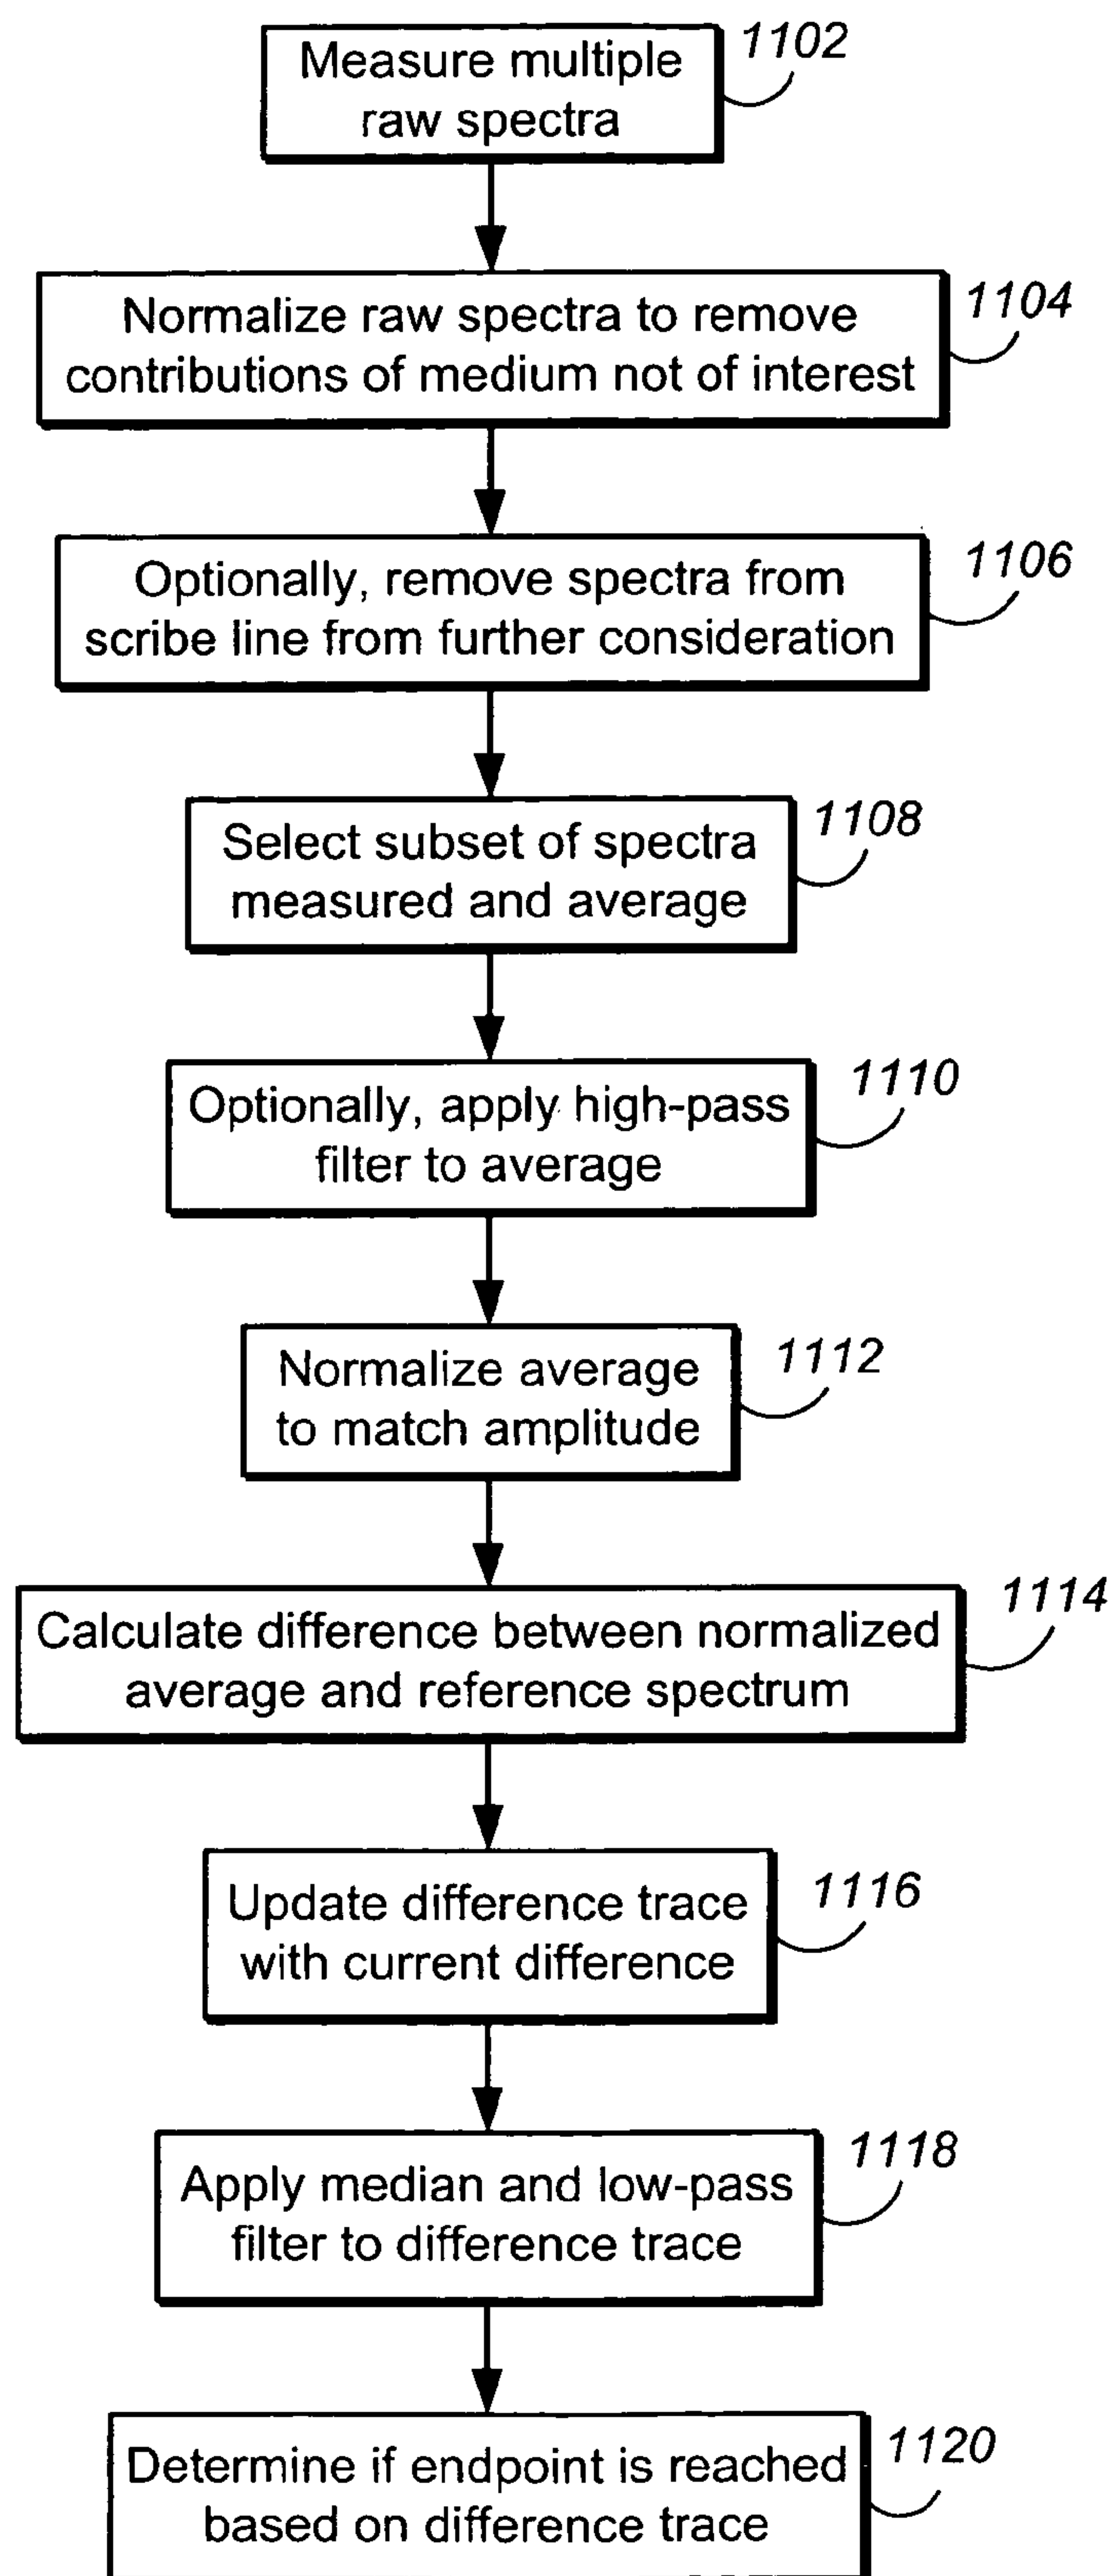 Measure multiple
raw spectra
1102
Normalize raw spectra to remove
contributions of medium not of interest
1104
Optionally, remove spectra from
scribe line from further consideration
1106
Select subset of spectra
measured and average
1108
Optionally, apply high-pass
filter to average
1110
Normalize average
to match amplitude
1112
Calculate difference between normalized
average and reference spectrum
1114
Update difference trace
with current difference
1116
Apply median and low-pass
filter to difference trace
1118
Determine if endpoint is reached
based on difference trace
1120